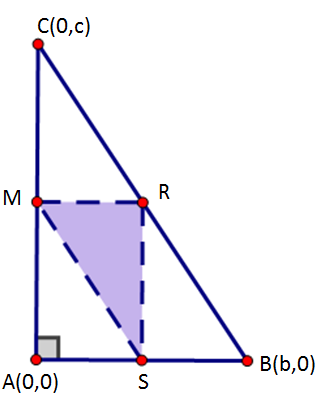 C(0,c)
M
R
A(0,0)
S
B(b,0)